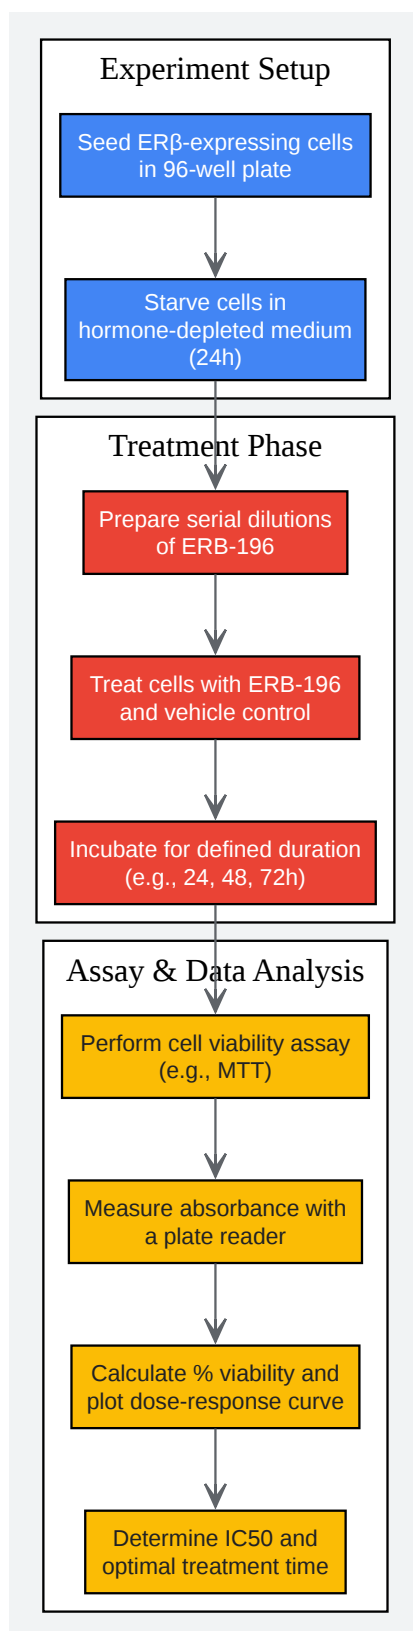 Experiment Setup
Seed ERβ-expressing cells
in 96-well plate
Starve cells in
hormone-depleted medium
(24h)
Treatment Phase
Prepare serial dilutions
of ERB-196
Treat cells with ERB-196
and vehicle control
Incubate for defined duration
(e.g., 24, 48, 72h)
Assay & Data Analysis
Perform cell viability assay
(e.g., MTT)
Measure absorbance with
a plate reader
Calculate % viability and
plot dose-response curve
Determine IC50 and
optimal treatment time